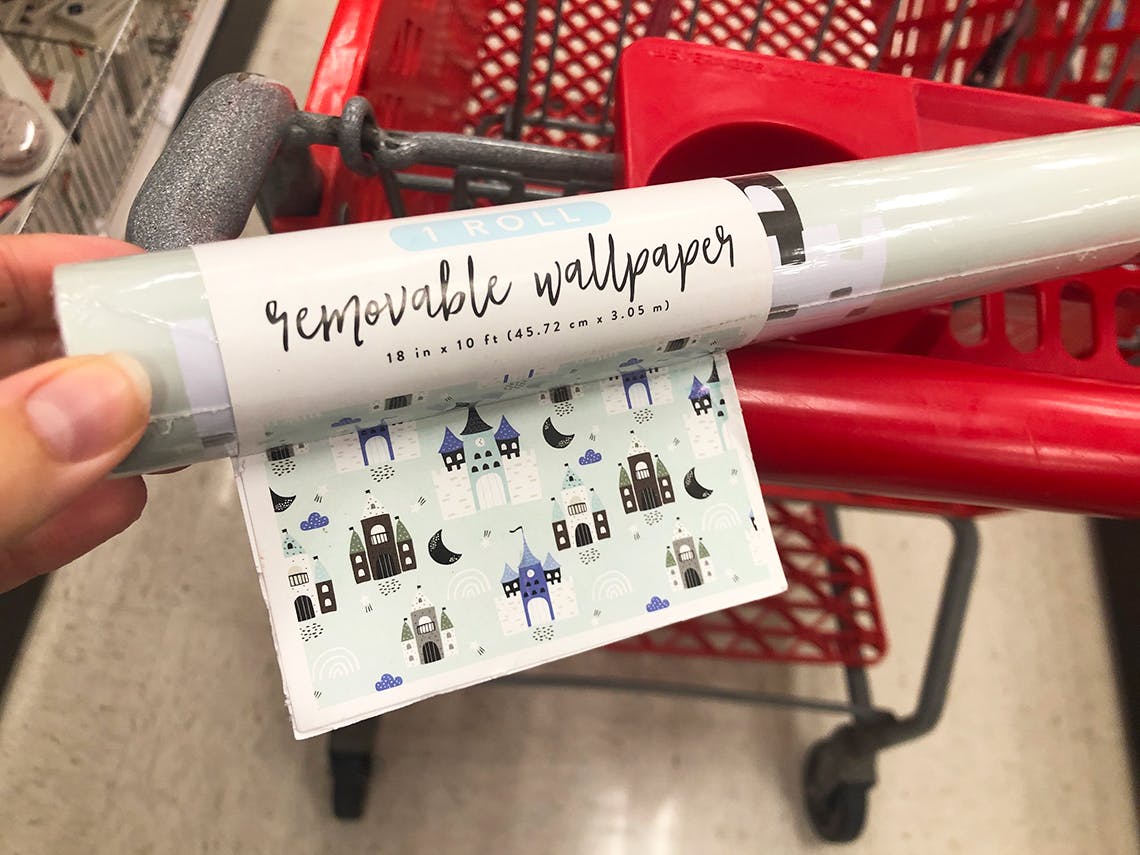 1 ROLL
removable wallpaper
18 in x 10 ft (45.72 cm x 3.05 m)